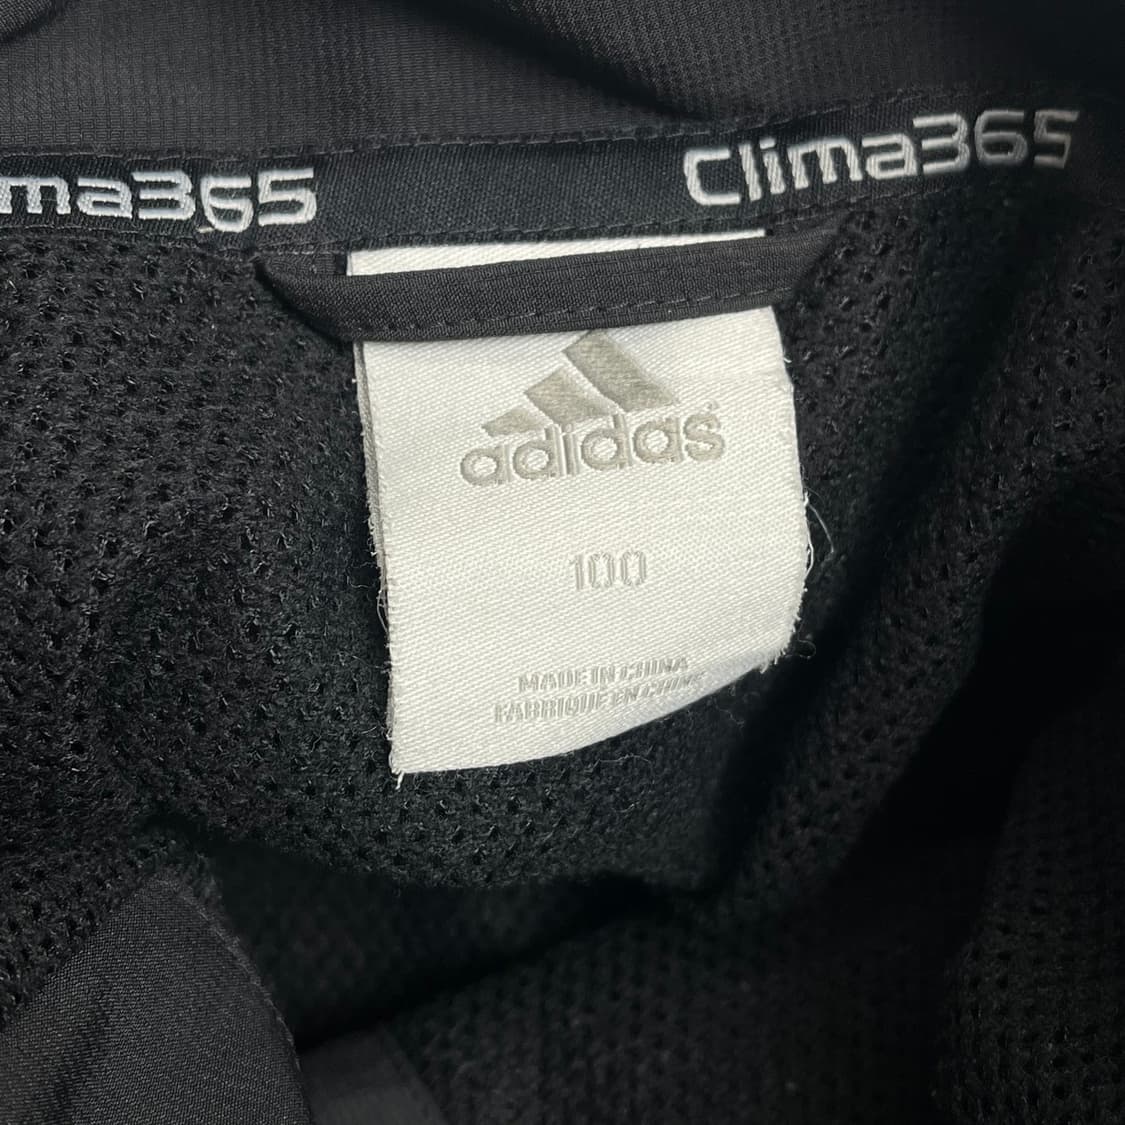 ma365 Clima365
adidas
100
MADE IN CHINA
FABRIQUE EN CHINE